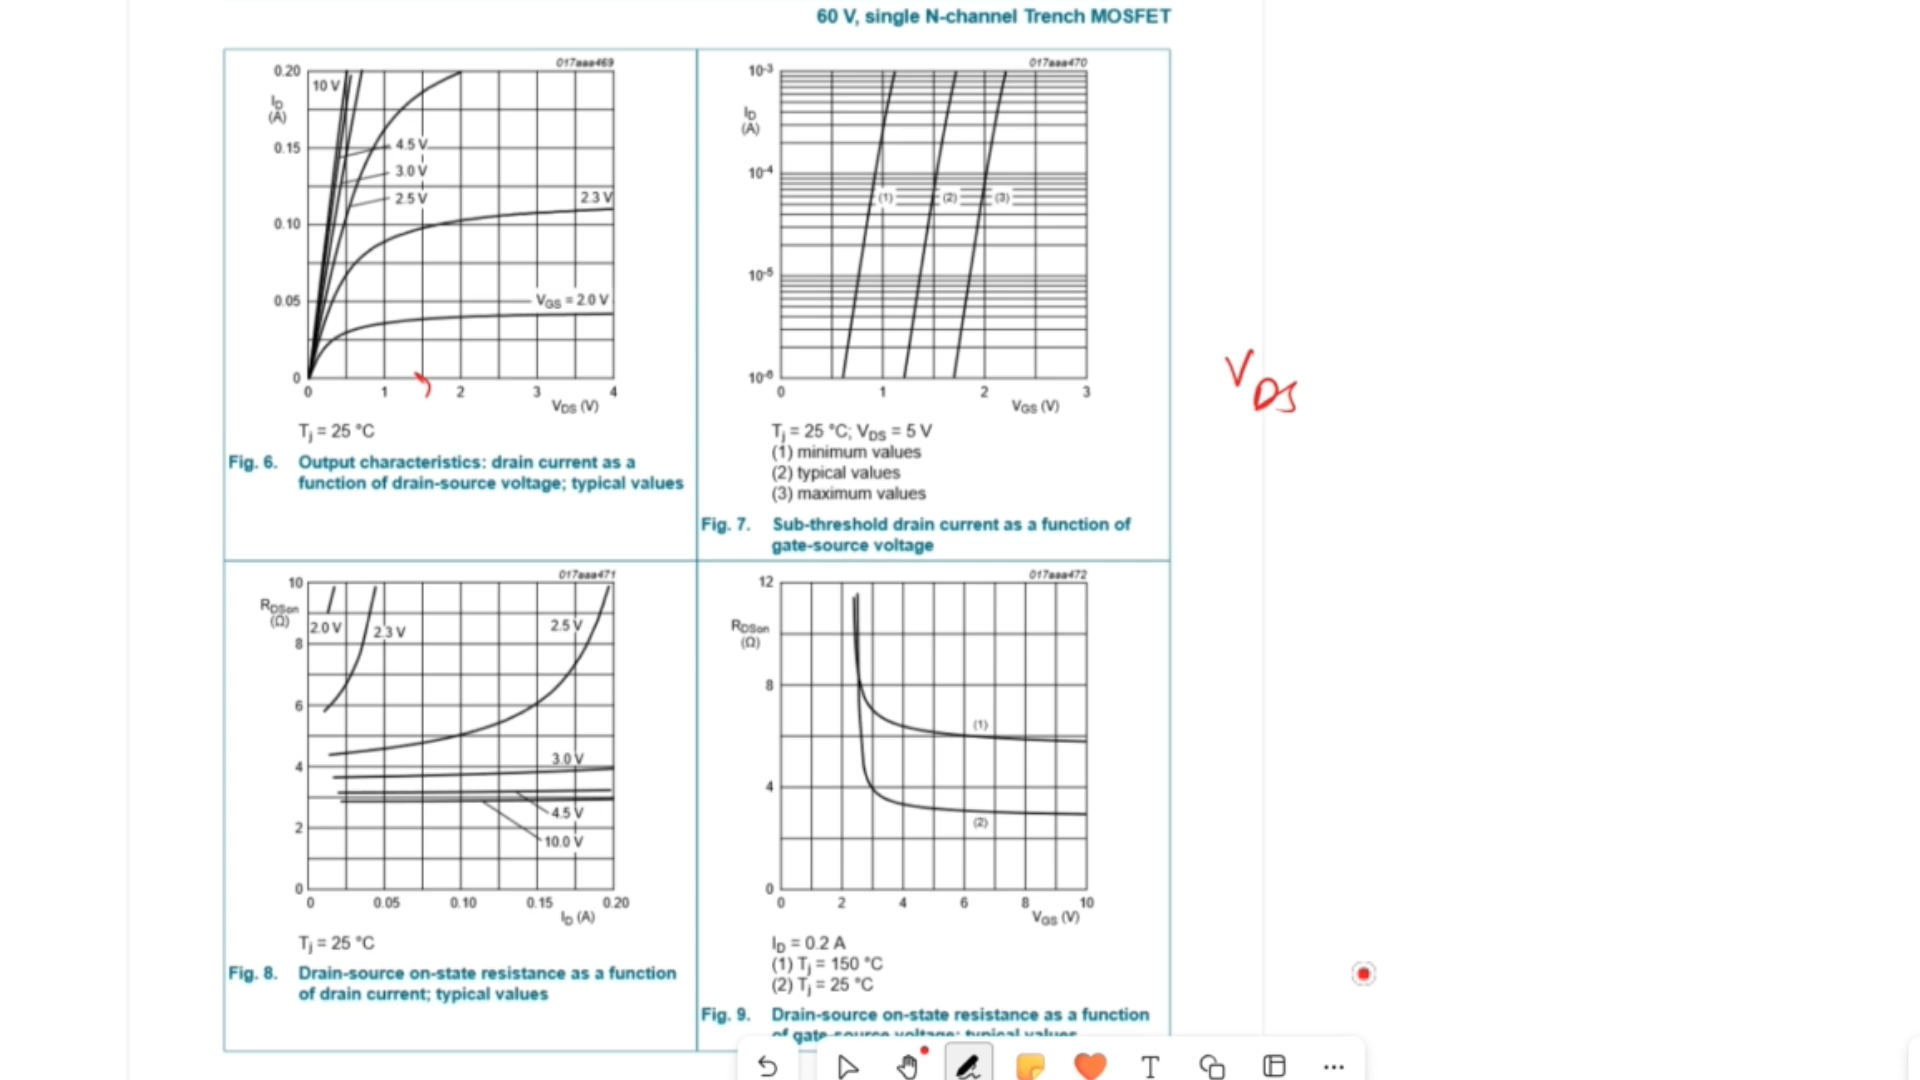 60 V, single N-channel Trench MOSFET
017aaa469
0.20
10 V
ID
(A)
4.5 V
0.15
3.0 V
2.5 V
2.3 V
0.10
0.05
VGS = 2.0 V
0
0 1 2 3 4
VDS (V)
Tj = 25 °C
Fig. 6. Output characteristics: drain current as a
function of drain-source voltage; typical values
017aaa470
10-3
ID
(A)
10-4
(1) (2) (3)
10-5
10-6
0 1 2 3
VGS (V)
Tj = 25 °C; VDS = 5 V
(1) minimum values
(2) typical values
(3) maximum values
Fig. 7. Sub-threshold drain current as a function of
gate-source voltage
VDS
017aaa471
10
RDSon
(Ω)
2.0 V 2.3 V 2.5 V
8
6
4
3.0 V
4.5 V
2
10.0 V
0
0 0.05 0.10 0.15 0.20
ID (A)
Tj = 25 °C
Fig. 8. Drain-source on-state resistance as a function
of drain current; typical values
017aaa472
12
RDSon
(Ω)
8
(1)
4
(2)
0
0 2 4 6 8 10
VGS (V)
ID = 0.2 A
(1) Tj = 150 °C
(2) Tj = 25 °C
Fig. 9. Drain-source on-state resistance as a function
of gate-source voltage; typical values
T